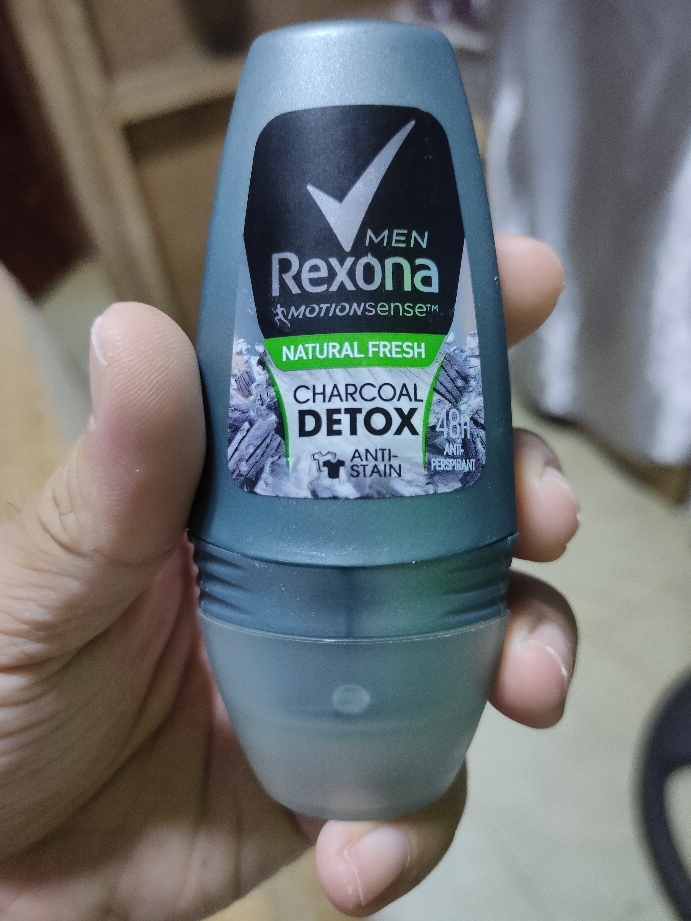 MEN
Rexona
MOTIONsense™
NATURAL FRESH
CHARCOAL
DETOX
ANTI-
STAIN
48H
ANTI-
PERSPIRANT